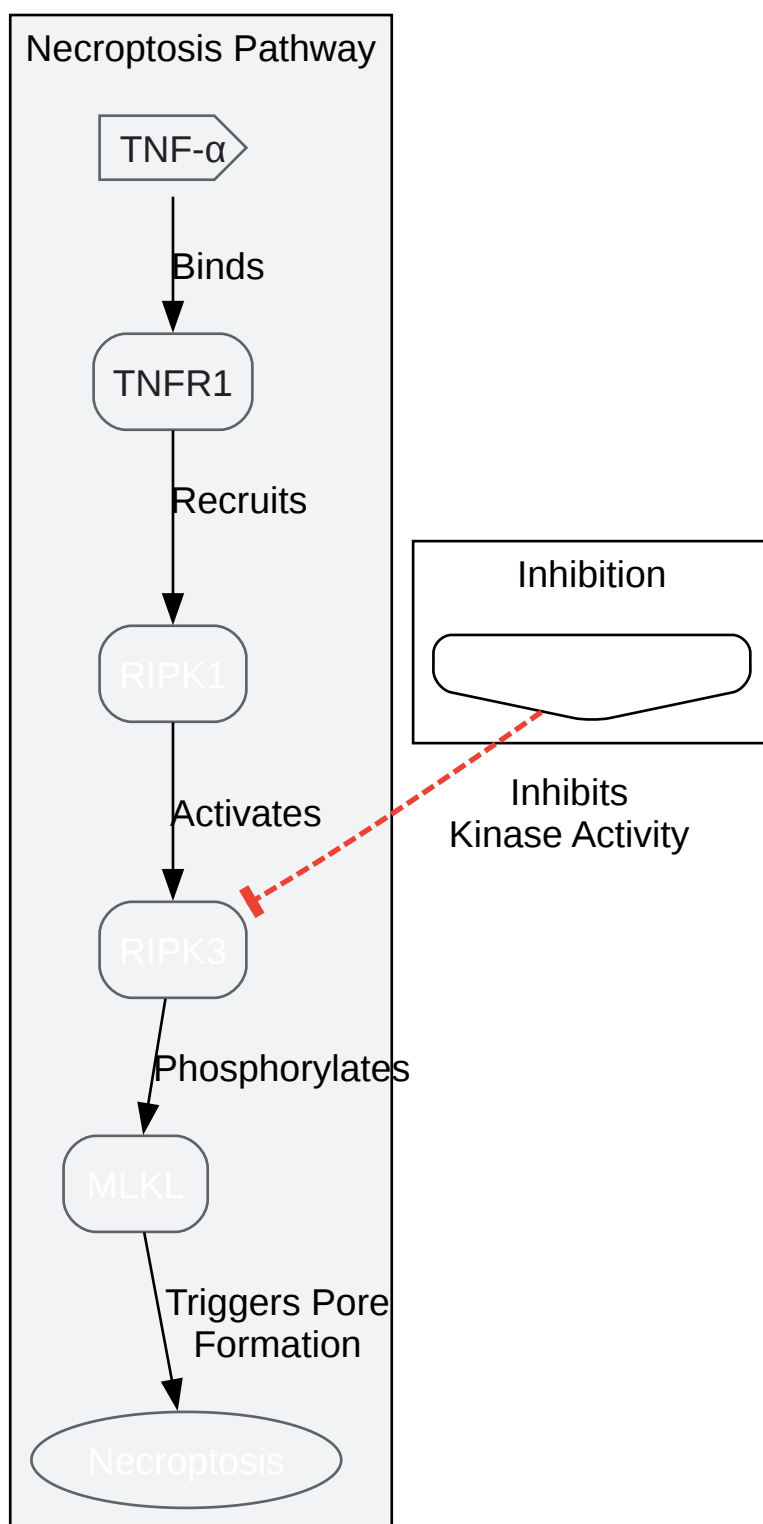 Necroptosis Pathway
TNF-α
Binds
TNFR1
Recruits
RIPK1
Inhibition
Activates
Inhibits
Kinase Activity
RIPK3
Phosphorylates
MLKL
Triggers Pore
Formation
Necroptosis